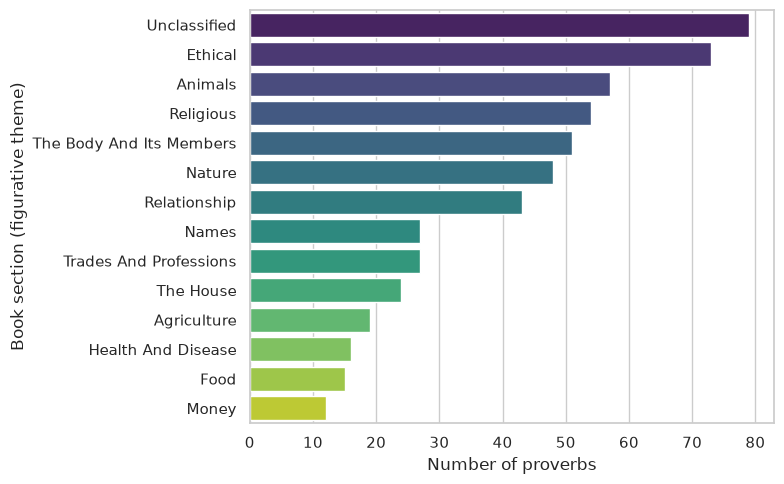 Unclassified
Ethical
Animals
Religious
The Body And Its Members
Nature
Relationship
Names
Trades And Professions
The House
Agriculture
Health And Disease
Food
Money
Book section (figurative theme)
0 10 20 30 40 50 60 70 80
Number of proverbs